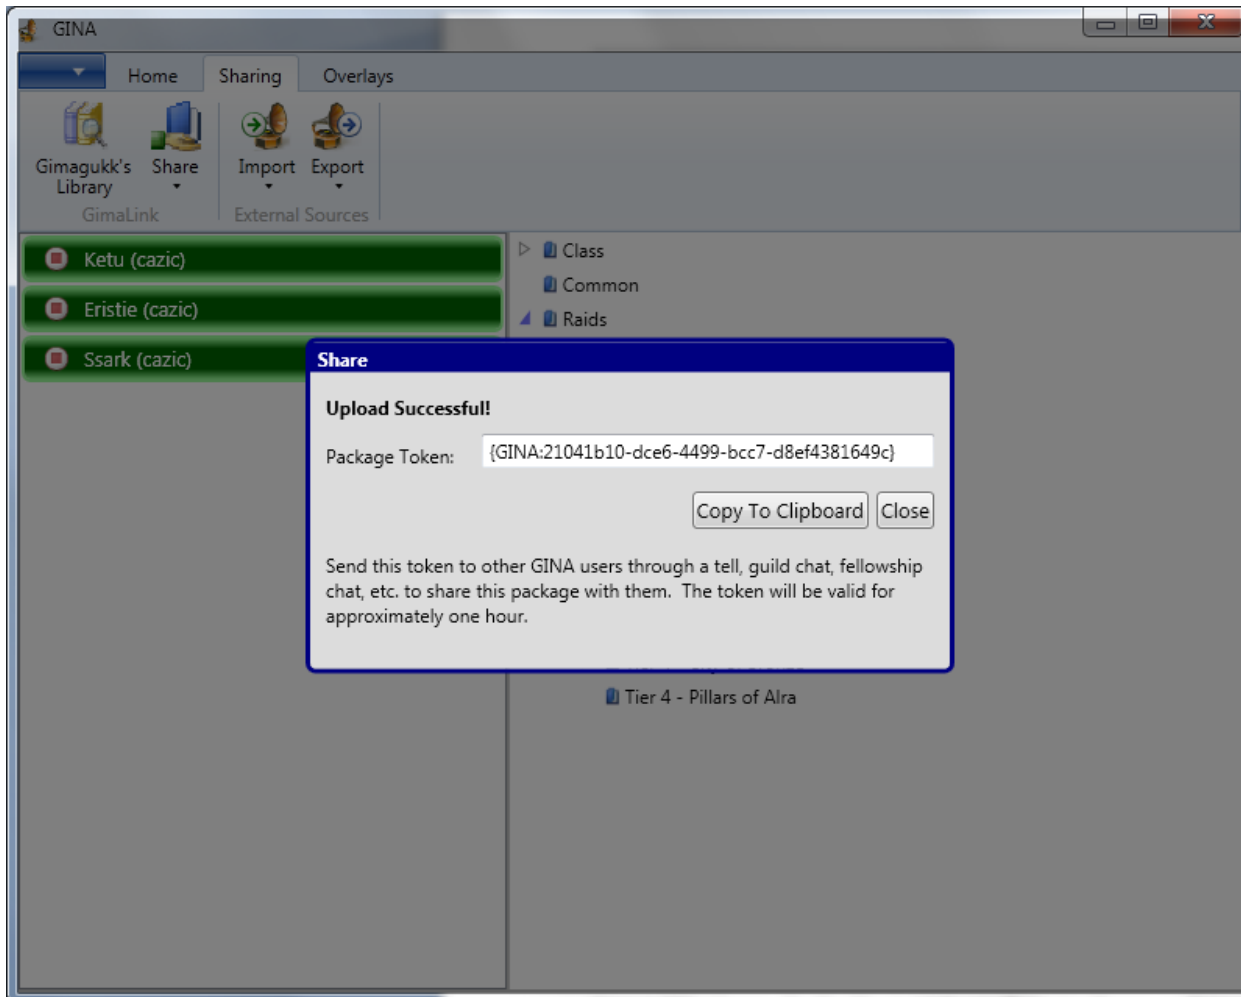 GINA
Home Sharing Overlays
Gimagukk's
Library
Share
Import
Export
GimaLink
External Sources
Ketu (cazic)
Eristie (cazic)
Ssark (cazic)
Class
Common
Raids
Share
Upload Successful!
Package Token: {GINA:21041b10-dce6-4499-bcc7-d8ef4381649c}
Copy To Clipboard Close
Send this token to other GINA users through a tell, guild chat, fellowship
chat, etc. to share this package with them. The token will be valid for
approximately one hour.
Tier 4 - Pillars of Alra